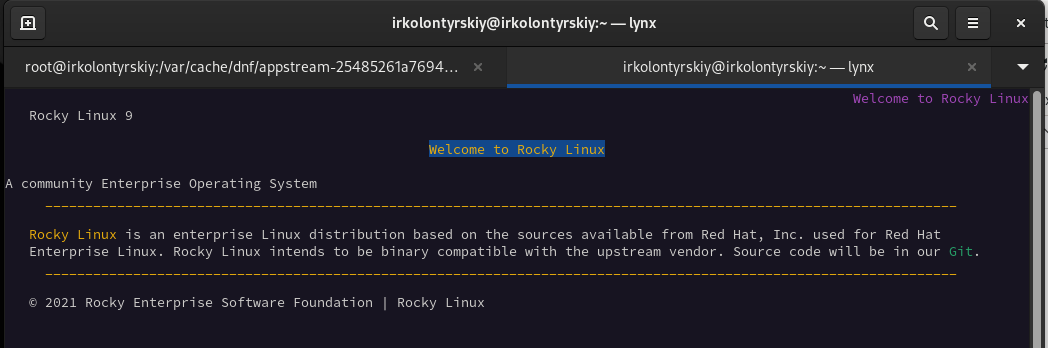 irkolontyrskiy@irkolontyrskiy:~ — lynx
root@irkolontyrskiy:/var/cache/dnf/appstream-25485261a7694…
irkolontyrskiy@irkolontyrskiy:~ — lynx
Welcome to Rocky Linux
Rocky Linux 9
Welcome to Rocky Linux
A community Enterprise Operating System
Rocky Linux is an enterprise Linux distribution based on the sources available from Red Hat, Inc. used for Red Hat
Enterprise Linux. Rocky Linux intends to be binary compatible with the upstream vendor. Source code will be in our Git.
© 2021 Rocky Enterprise Software Foundation | Rocky Linux